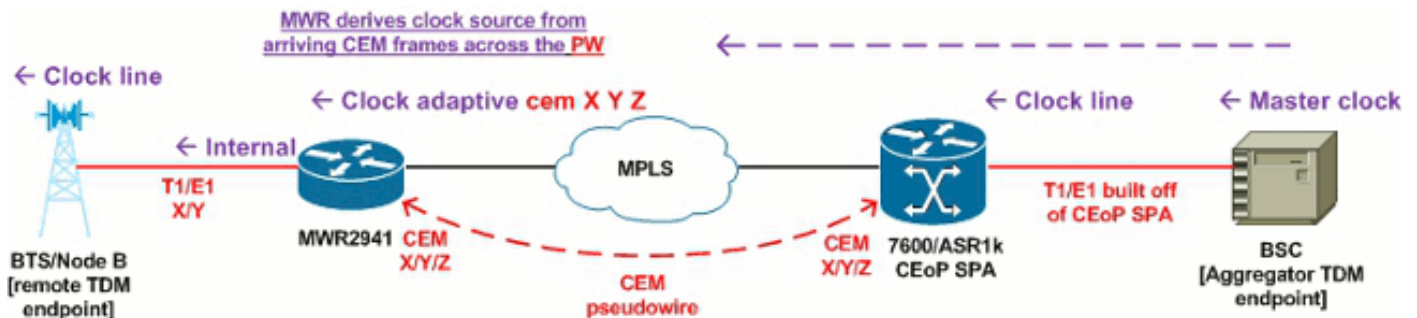 MWR derives clock source from
arriving CEM frames across the PW
← Clock line
← Clock adaptive cem X Y Z
← Clock line
← Master clock
← Internal
MPLS
T1/E1
X/Y
T1/E1 built off
of CEoP SPA
MWR2941
CEM
X/Y/Z
CEM
X/Y/Z
7600/ASR1k
CEoP SPA
BTS/Node B
[remote TDM
endpoint]
CEM
pseudowire
BSC
[Aggregator TDM
endpoint]